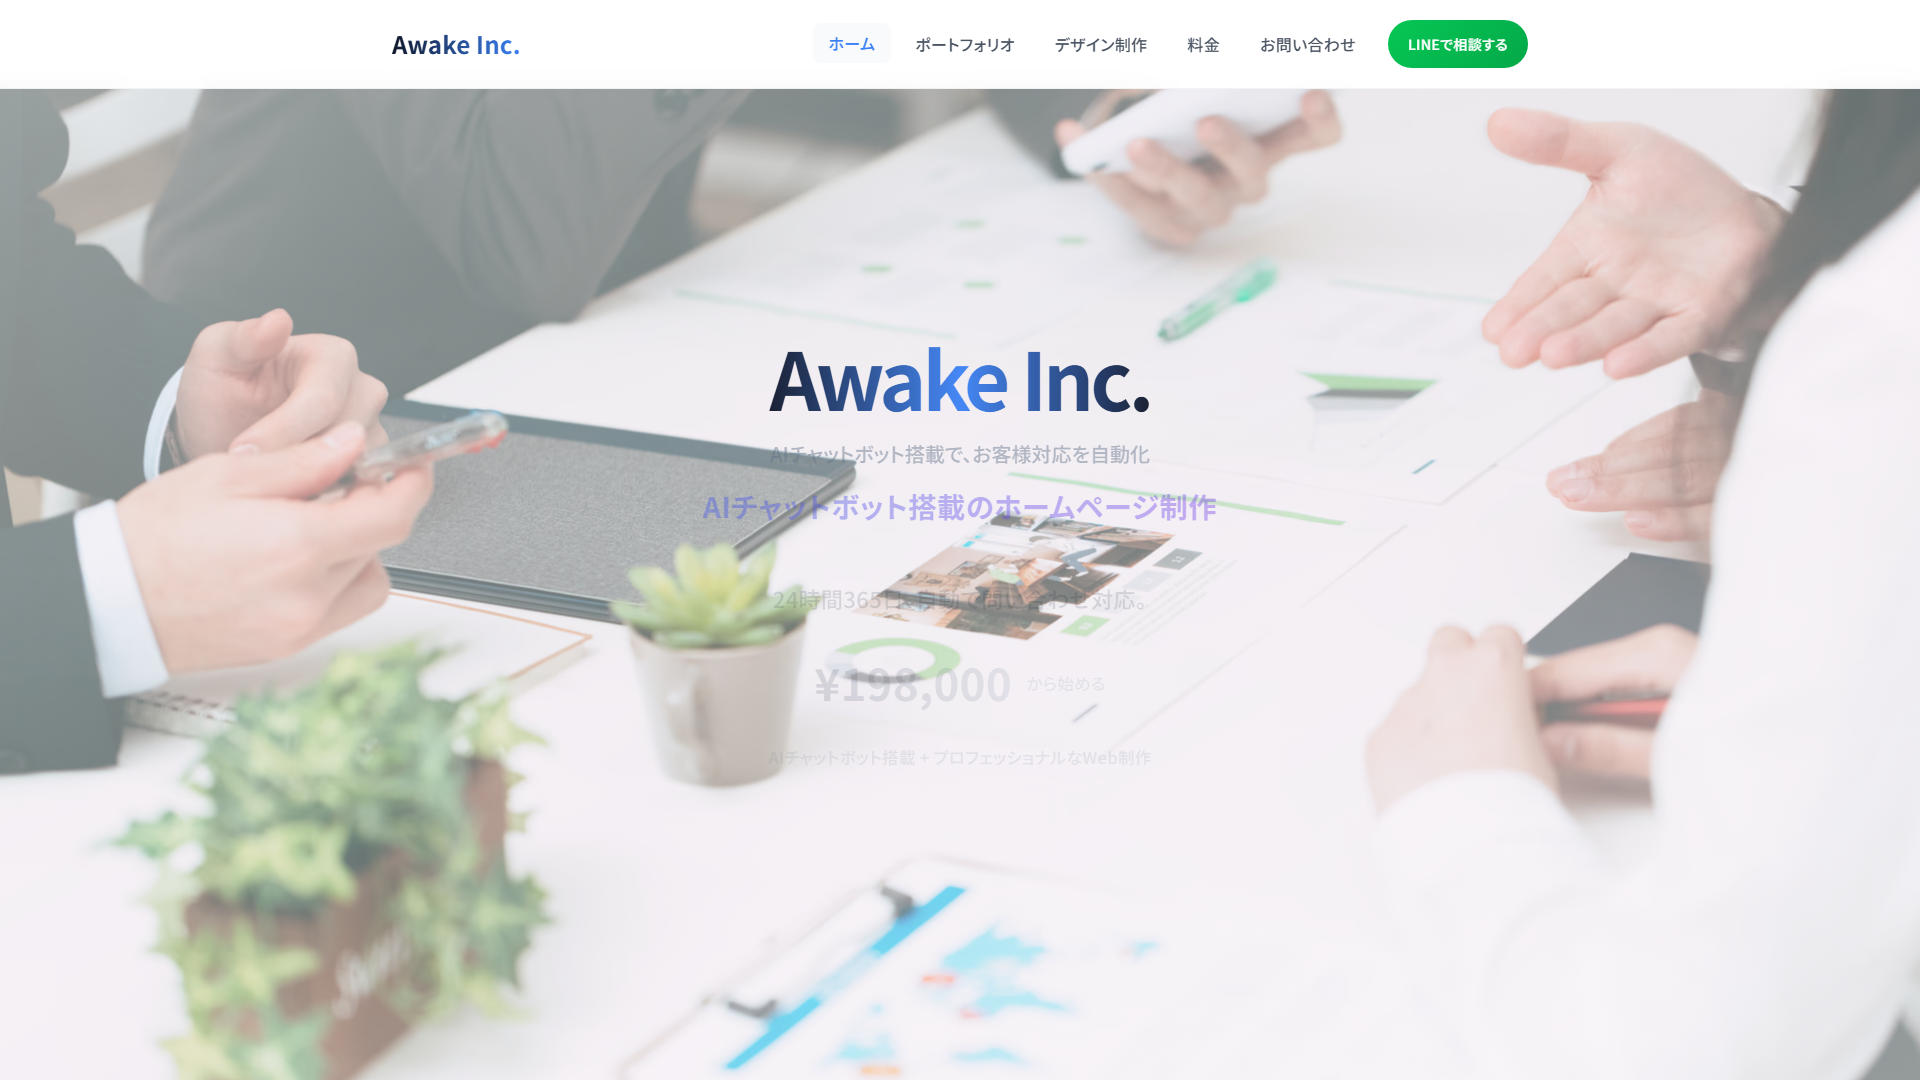 Awake Inc.
ホーム
ポートフォリオ
デザイン制作
料金
お問い合わせ
LINEで相談する
Awake Inc.
AIチャットボット搭載で、お客様対応を自動化
AIチャットボット搭載のホームページ制作
24時間365日、自動で問い合わせ対応。
¥198,000 から始める
AIチャットボット搭載 + プロフェッショナルなWeb制作